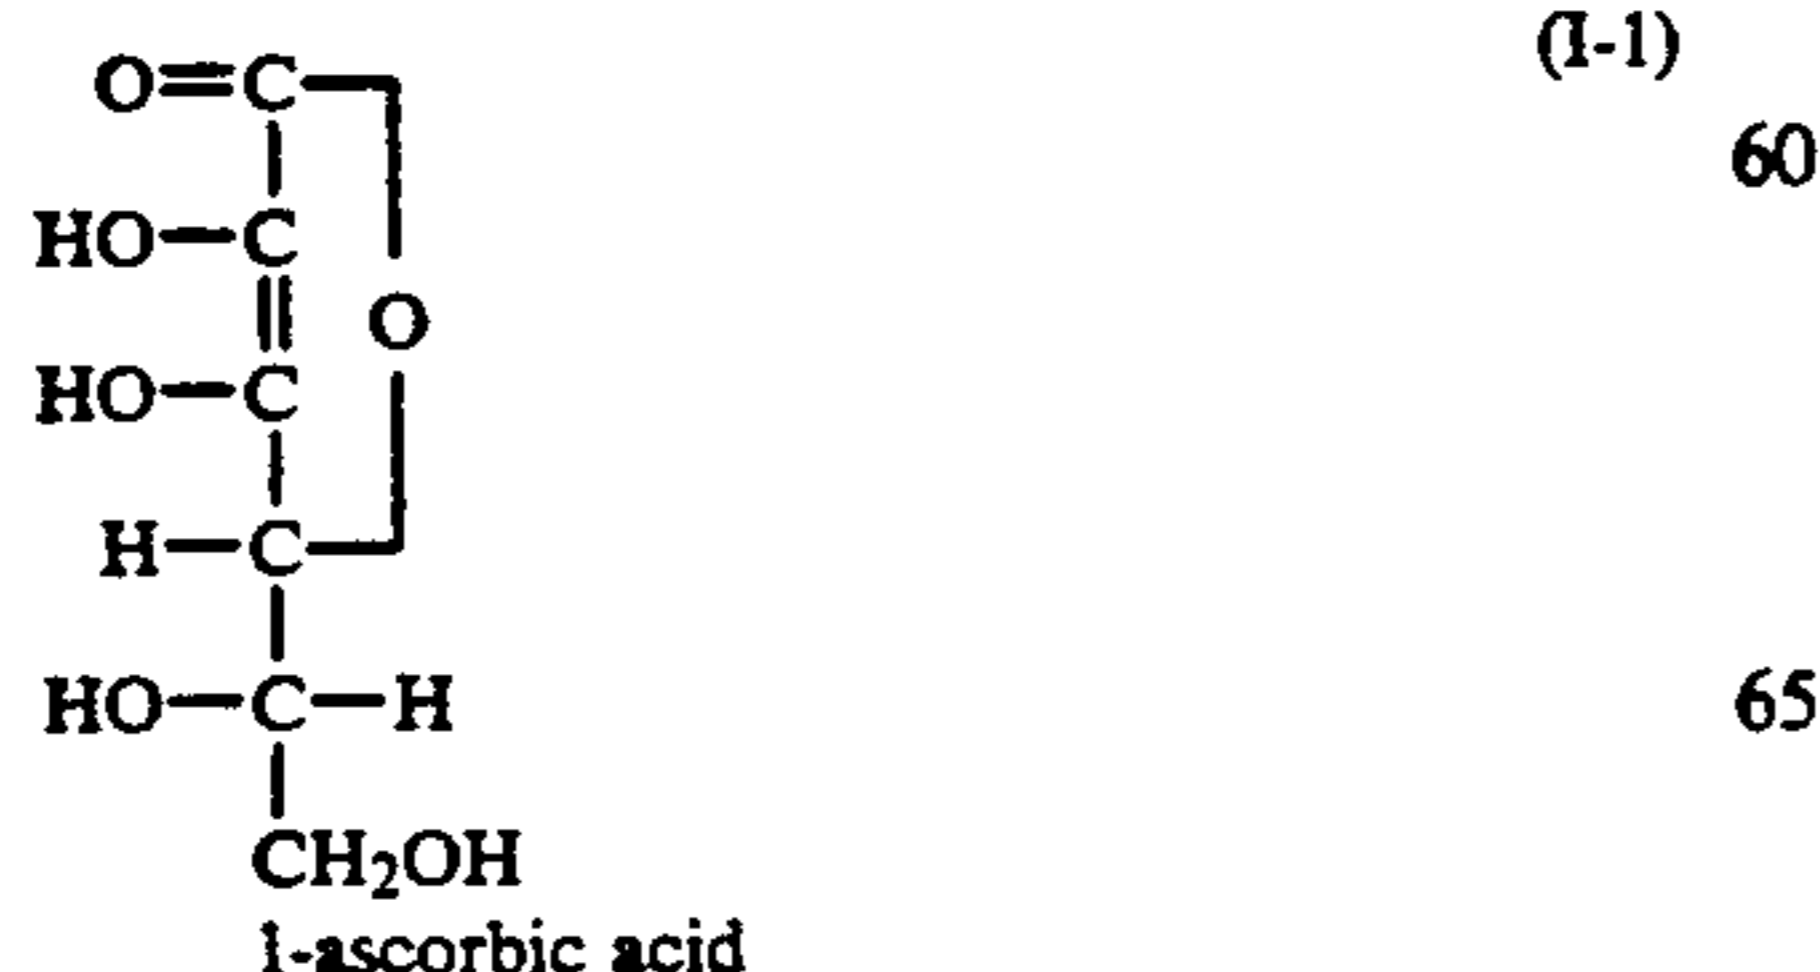 (I-1)
O=C
60
HO-C
O
HO-C
H-C
HO-C-H
65
CH₂OH
l-ascorbic acid